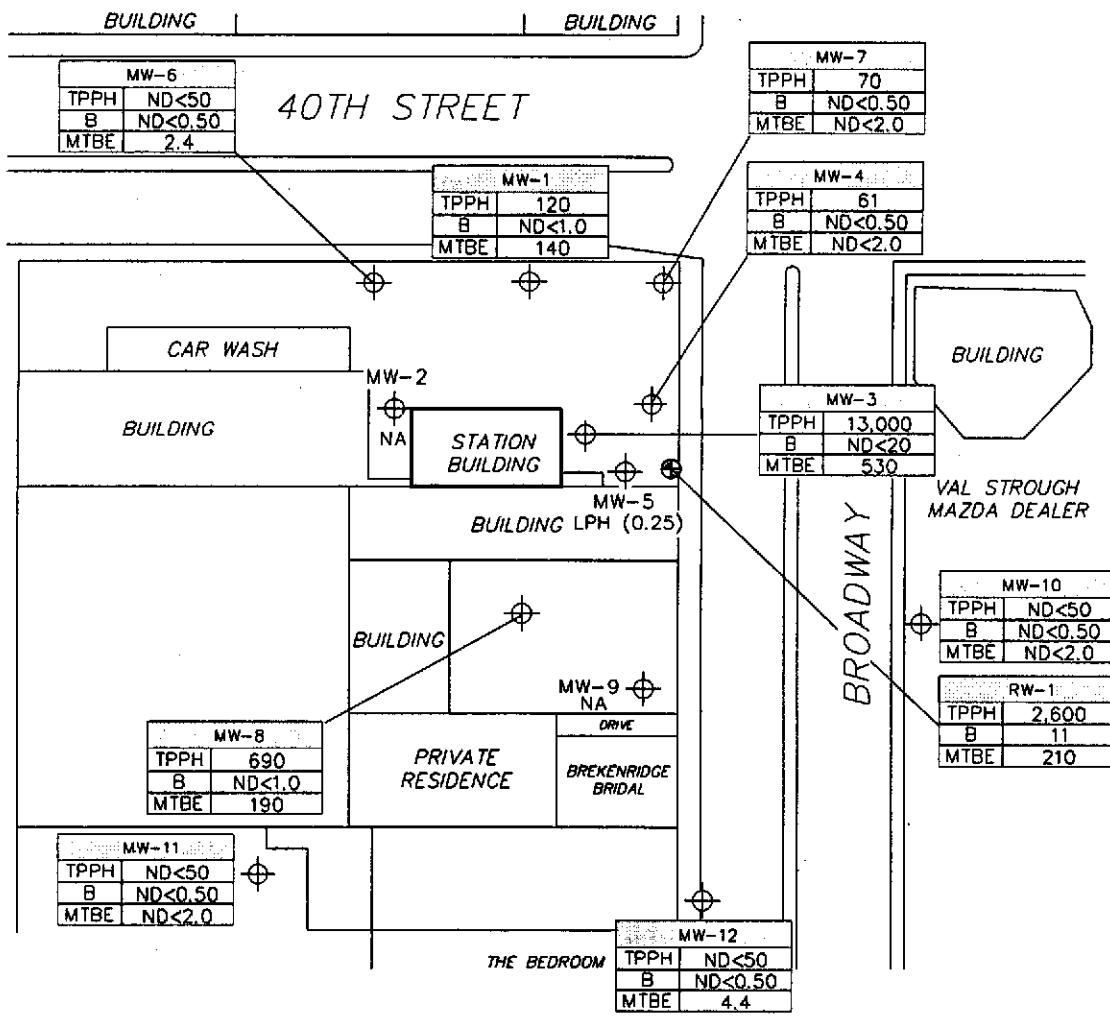 BUILDING
BUILDING
40TH STREET
MW-6
TPPH ND<50
B ND<0.50
MTBE 2.4
MW-7
TPPH 70
B ND<0.50
MTBE ND<2.0
MW-1
TPPH 120
B ND<1.0
MTBE 140
MW-4
TPPH 61
B ND<0.50
MTBE ND<2.0
CAR WASH
BUILDING
MW-2
NA
BUILDING
STATION
BUILDING
MW-3
TPPH 13,000
B ND<20
MTBE 530
VAL STROUGH
MAZDA DEALER
MW-5
LPH (0.25)
BUILDING
BROADWAY
MW-10
TPPH ND<50
B ND<0.50
MTBE ND<2.0
BUILDING
MW-9
NA
RW-1
TPPH 2,600
B 11
MTBE 210
MW-8
TPPH 690
B ND<1.0
MTBE 190
PRIVATE
RESIDENCE
DRIVE
BREKENRIDGE
BRIDAL
MW-11
TPPH ND<50
B ND<0.50
MTBE ND<2.0
THE BEDROOM
MW-12
TPPH ND<50
B ND<0.50
MTBE 4.4